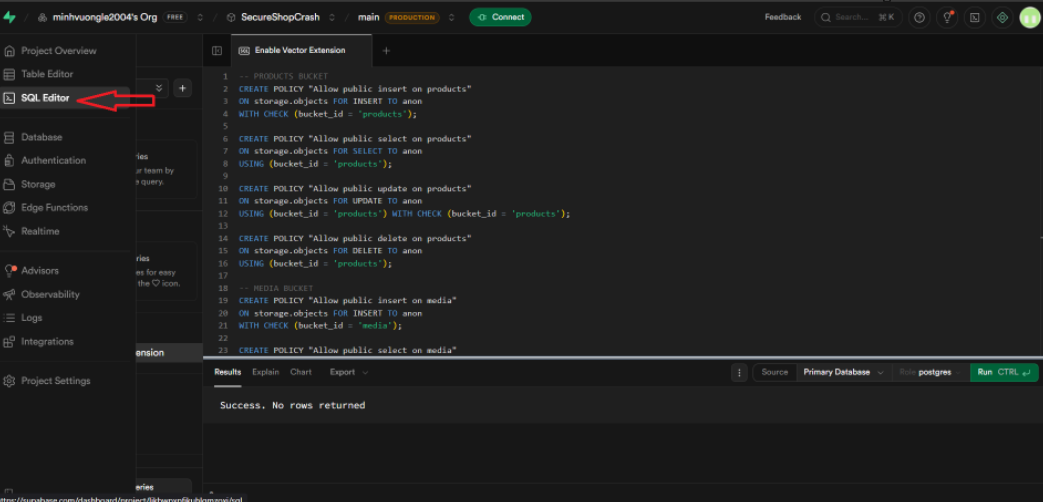 minhvuongle2004's Org FREE / SecureShopCrash / main PRODUCTION Connect Feedback Search... ⌘K
Project Overview
Table Editor
SQL Editor
Database
Authentication
Storage
Edge Functions
Realtime
Advisors
Observability
Logs
Integrations
Project Settings
ries
ur team by
query.
ries
es for easy
the ♡ icon.
ension
eries
Enable Vector Extension +
1 -- PRODUCTS BUCKET
2 CREATE POLICY "Allow public insert on products"
3 ON storage.objects FOR INSERT TO anon
4 WITH CHECK (bucket_id = 'products');
5
6 CREATE POLICY "Allow public select on products"
7 ON storage.objects FOR SELECT TO anon
8 USING (bucket_id = 'products');
9
10 CREATE POLICY "Allow public update on products"
11 ON storage.objects FOR UPDATE TO anon
12 USING (bucket_id = 'products') WITH CHECK (bucket_id = 'products');
13
14 CREATE POLICY "Allow public delete on products"
15 ON storage.objects FOR DELETE TO anon
16 USING (bucket_id = 'products');
17
18 -- MEDIA BUCKET
19 CREATE POLICY "Allow public insert on media"
20 ON storage.objects FOR INSERT TO anon
21 WITH CHECK (bucket_id = 'media');
22
23 CREATE POLICY "Allow public select on media"
Results Explain Chart Export Source Primary Database Role postgres Run CTRL ↵
Success. No rows returned